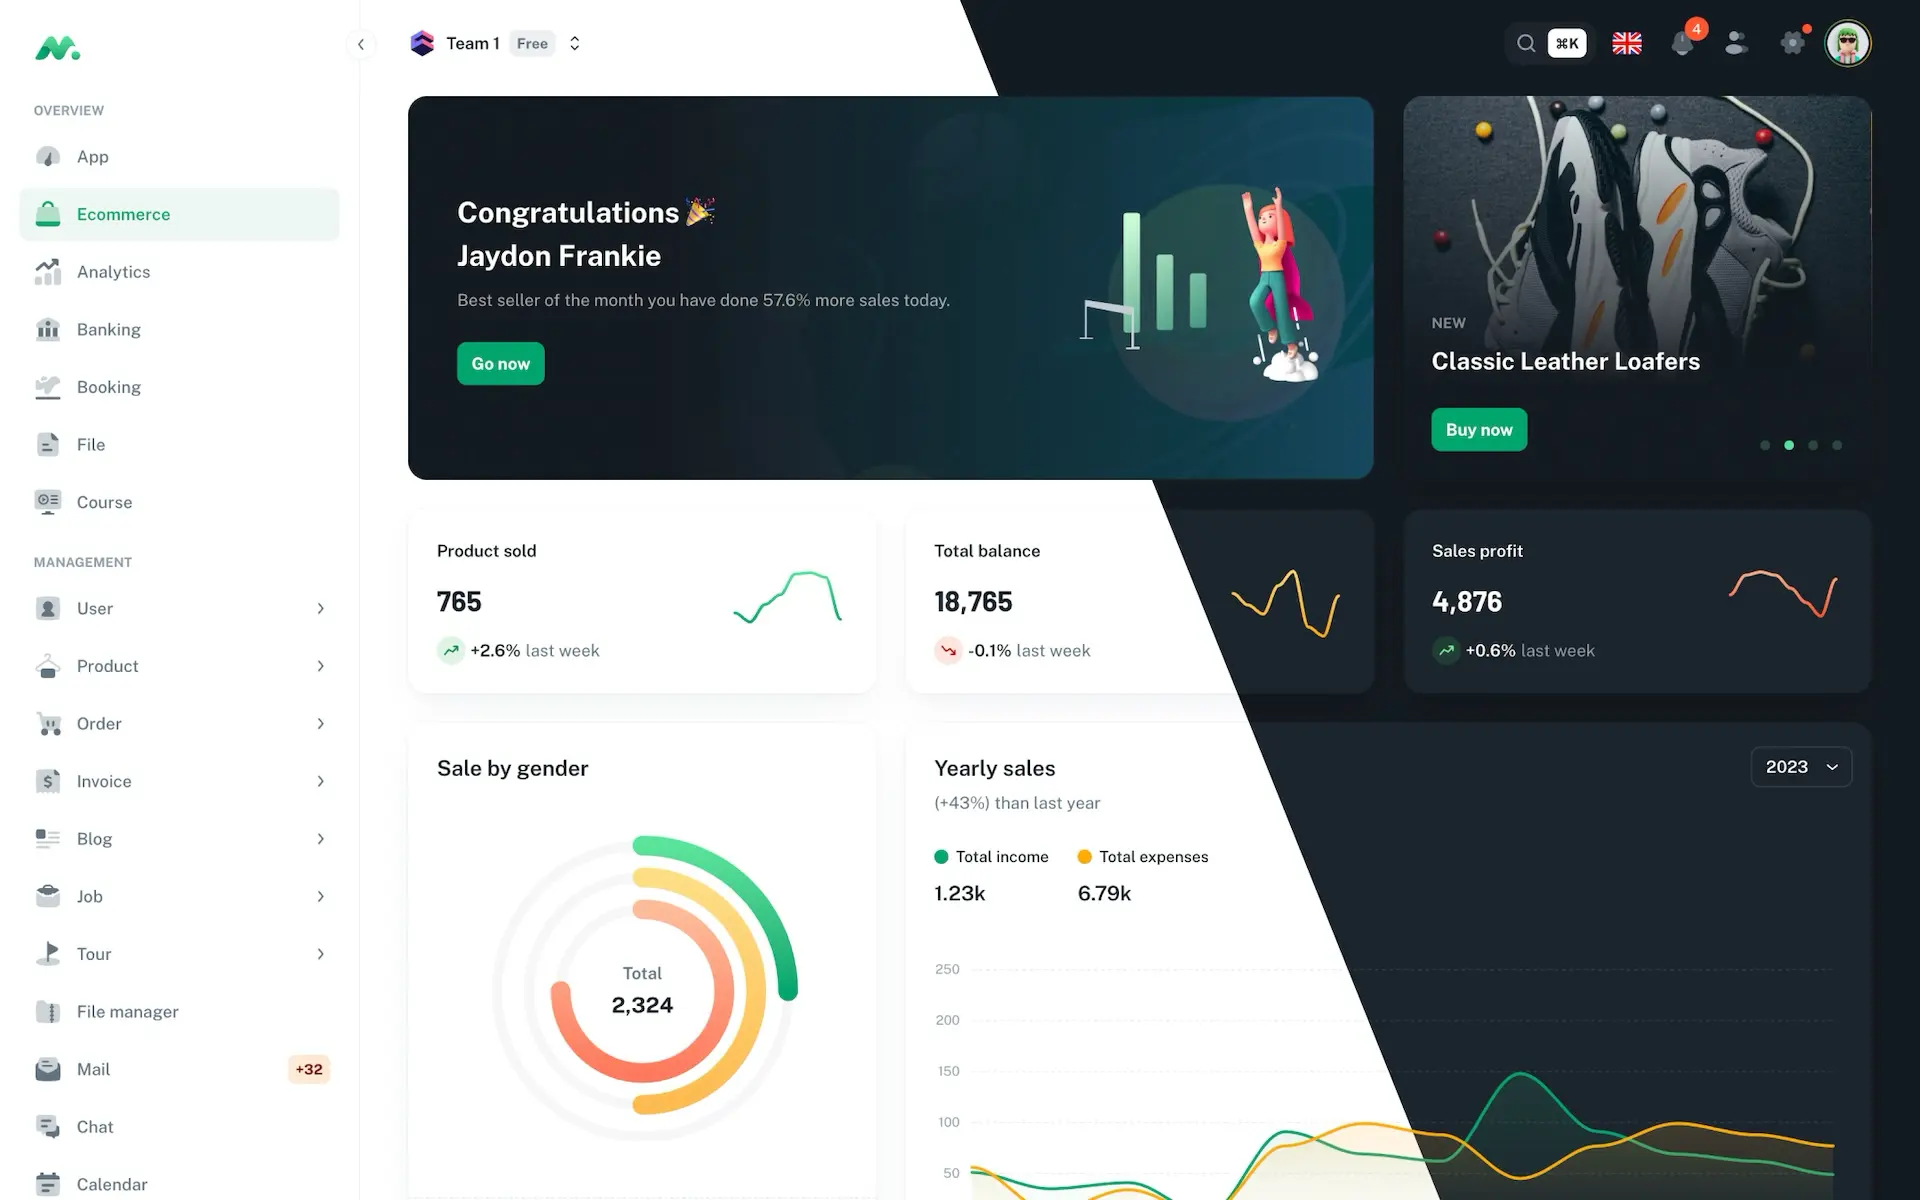 OVERVIEW
App
Ecommerce
Analytics
Banking
Booking
File
Course
MANAGEMENT
User
Product
Order
Invoice
Blog
Job
Tour
File manager
Mail
+32
Chat
Calendar
Team 1
Free
⌘K
4
Congratulations 🎉
Jaydon Frankie
Best seller of the month you have done 57.6% more sales today.
Go now
NEW
Classic Leather Loafers
Buy now
Product sold
765
+2.6% last week
Total balance
18,765
-0.1% last week
Sales profit
4,876
+0.6% last week
Sale by gender
Total
2,324
Yearly sales
(+43%) than last year
2023
Total income
1.23k
Total expenses
6.79k
250
200
150
100
50